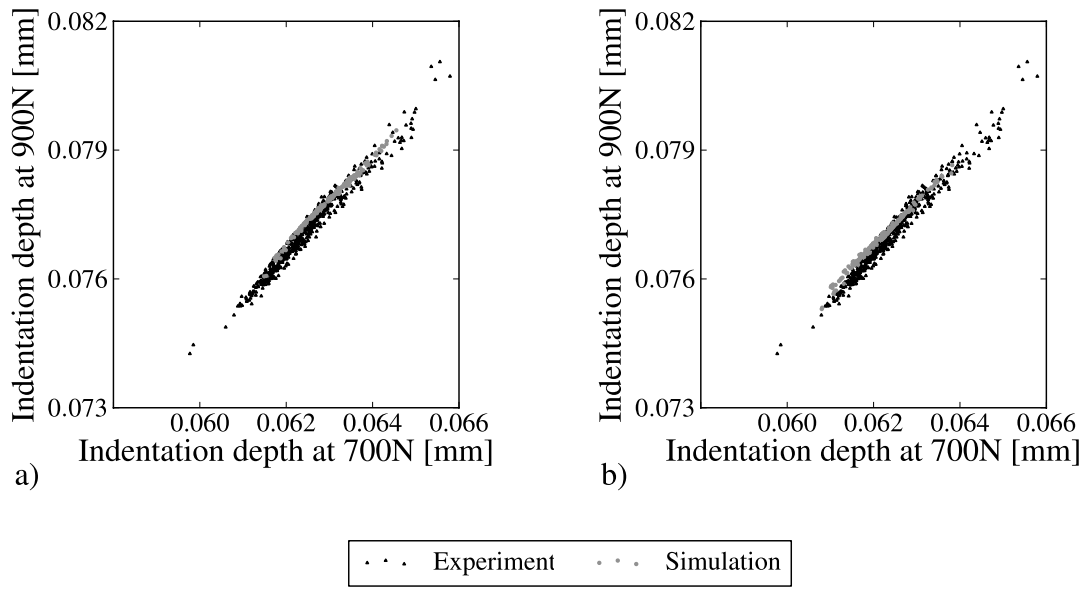 0.082
0.079
0.076
0.073
Indentation depth at 900N [mm]
0.060 0.062 0.064 0.066
Indentation depth at 700N [mm]
a)
0.082
0.079
0.076
0.073
Indentation depth at 900N [mm]
0.060 0.062 0.064 0.066
Indentation depth at 700N [mm]
b)
Experiment Simulation